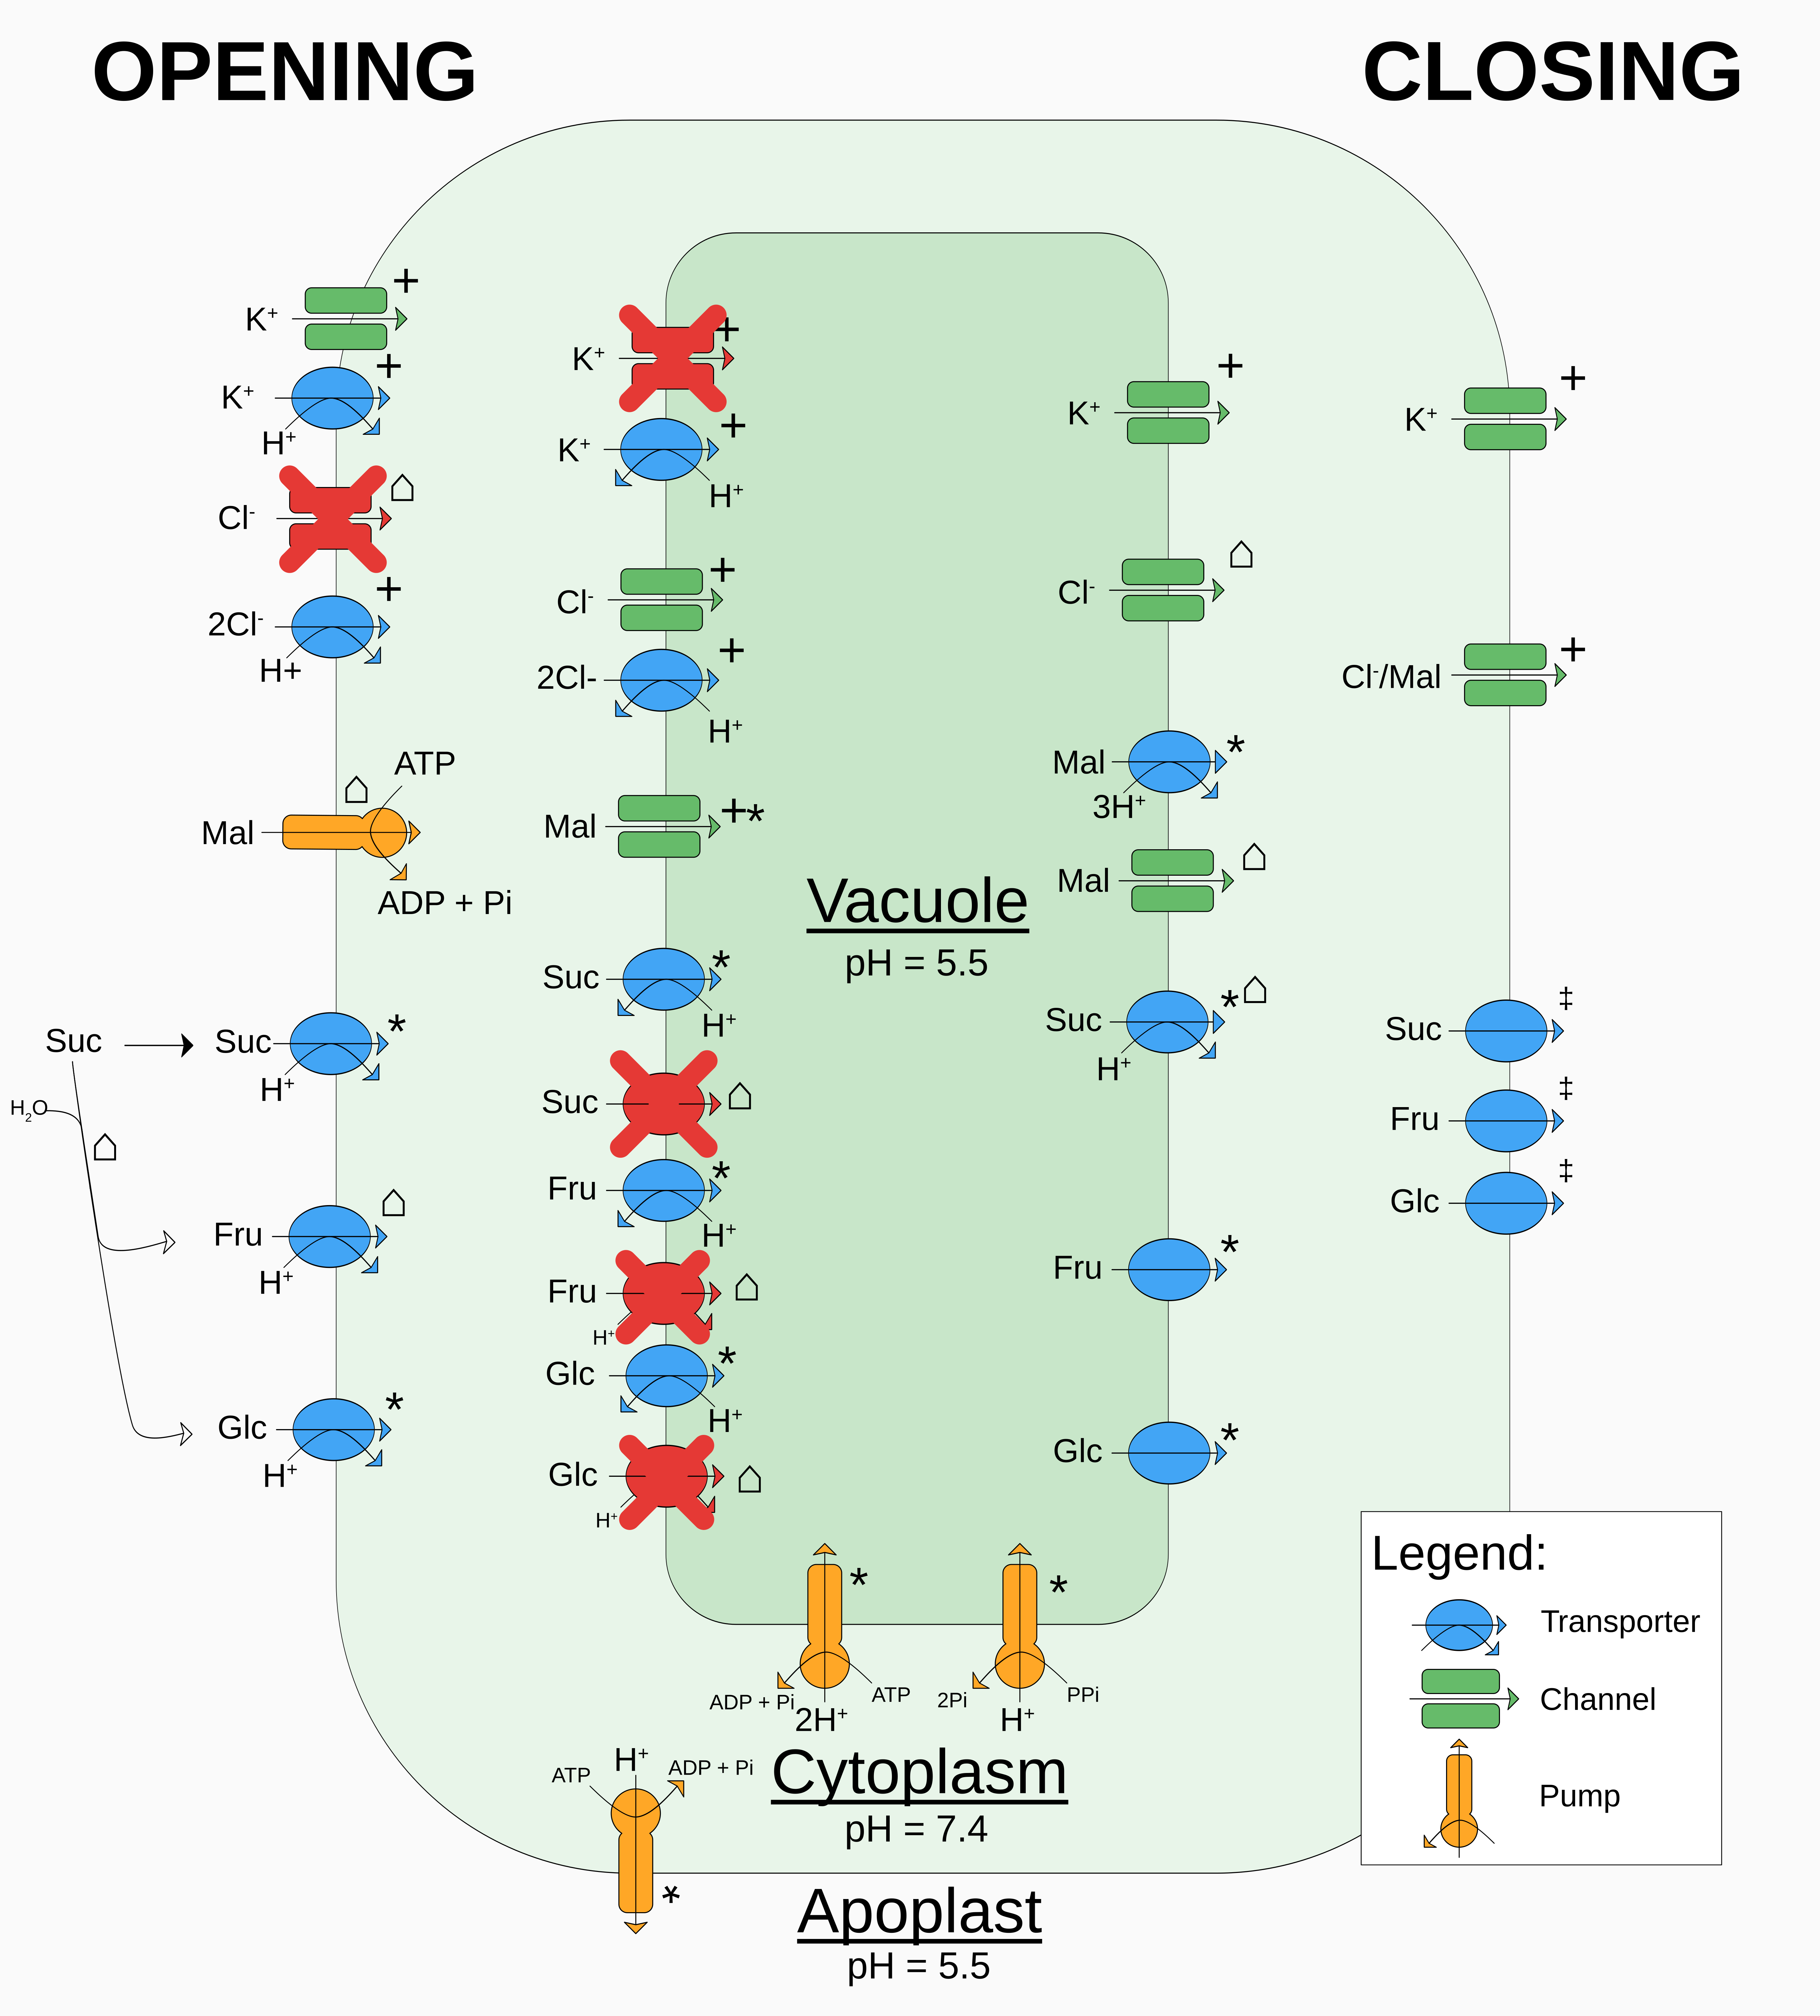 OPENING
CLOSING
K⁺ +
K⁺ +
H⁺
Cl⁻ ⌂
2Cl⁻ +
H+
ATP
⌂
Mal
ADP + Pi
Suc
Suc *
H⁺
H₂O
⌂
Fru ⌂
H⁺
Glc *
H⁺
K⁺ +
K⁺ +
H⁺
Cl⁻ +
2Cl- +
H⁺
Mal +*
Suc *
H⁺
Suc ⌂
Fru *
H⁺
Fru ⌂
H⁺
Glc *
H⁺
Glc ⌂
H⁺
Vacuole
pH = 5.5
K⁺ +
Cl⁻ ⌂
Mal *
3H⁺
Mal ⌂
Suc *⌂
H⁺
Fru *
Glc *
K⁺ +
Cl⁻/Mal +
Suc ‡
Fru ‡
Glc ‡
*
ADP + Pi
ATP
2H⁺
*
2Pi
PPi
H⁺
Cytoplasm
pH = 7.4
ATP
H⁺
ADP + Pi
*
Apoplast
pH = 5.5
Legend:
Transporter
Channel
Pump